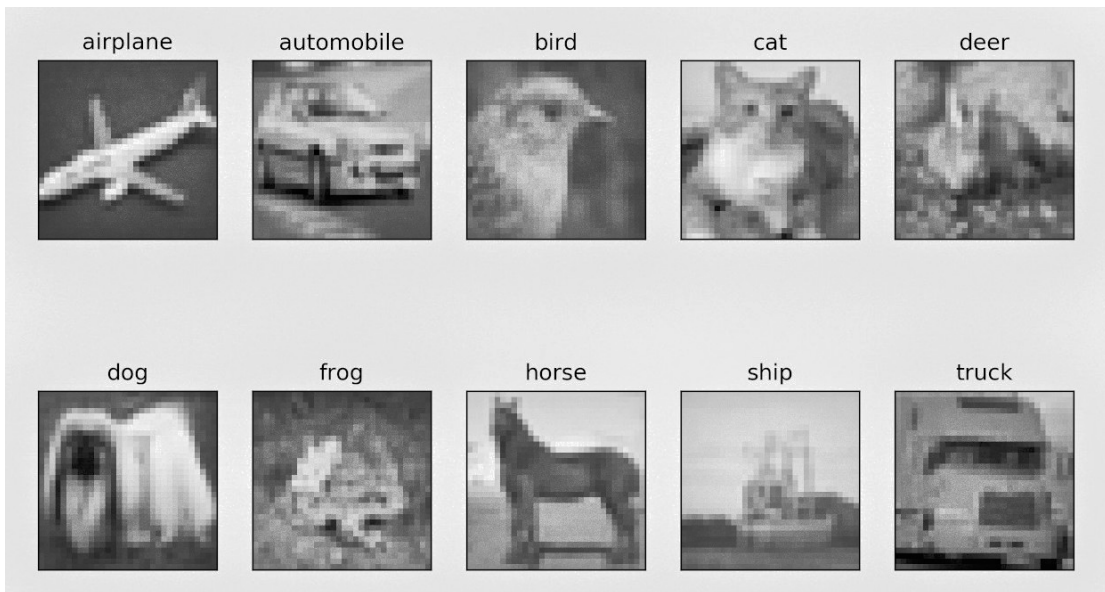 airplane
automobile
bird
cat
deer
dog
frog
horse
ship
truck